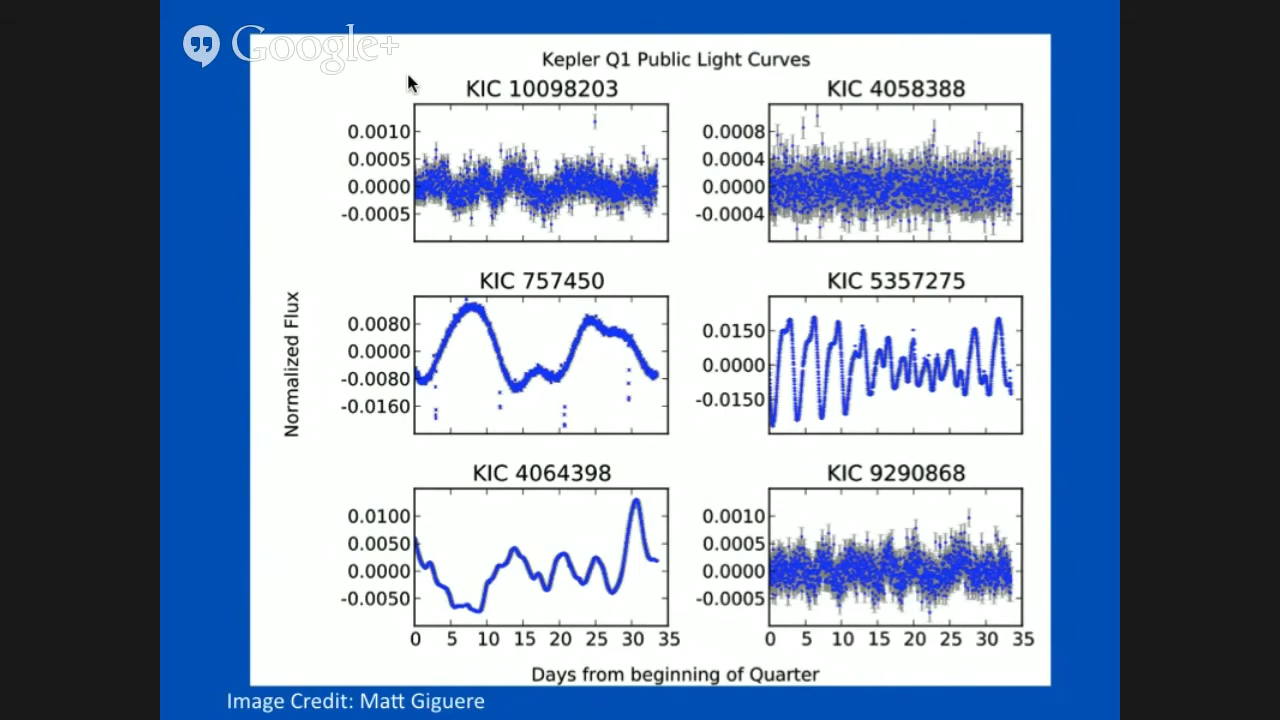 Google+
Kepler Q1 Public Light Curves
KIC 10098203
0.0010
0.0005
0.0000
-0.0005
KIC 4058388
0.0008
0.0004
0.0000
-0.0004
Normalized Flux
KIC 757450
0.0080
0.0000
-0.0080
-0.0160
KIC 5357275
0.0150
0.0000
-0.0150
KIC 4064398
0.0100
0.0050
0.0000
-0.0050
0 5 10 15 20 25 30 35
KIC 9290868
0.0010
0.0005
0.0000
-0.0005
0 5 10 15 20 25 30 35
Days from beginning of Quarter
Image Credit: Matt Giguere